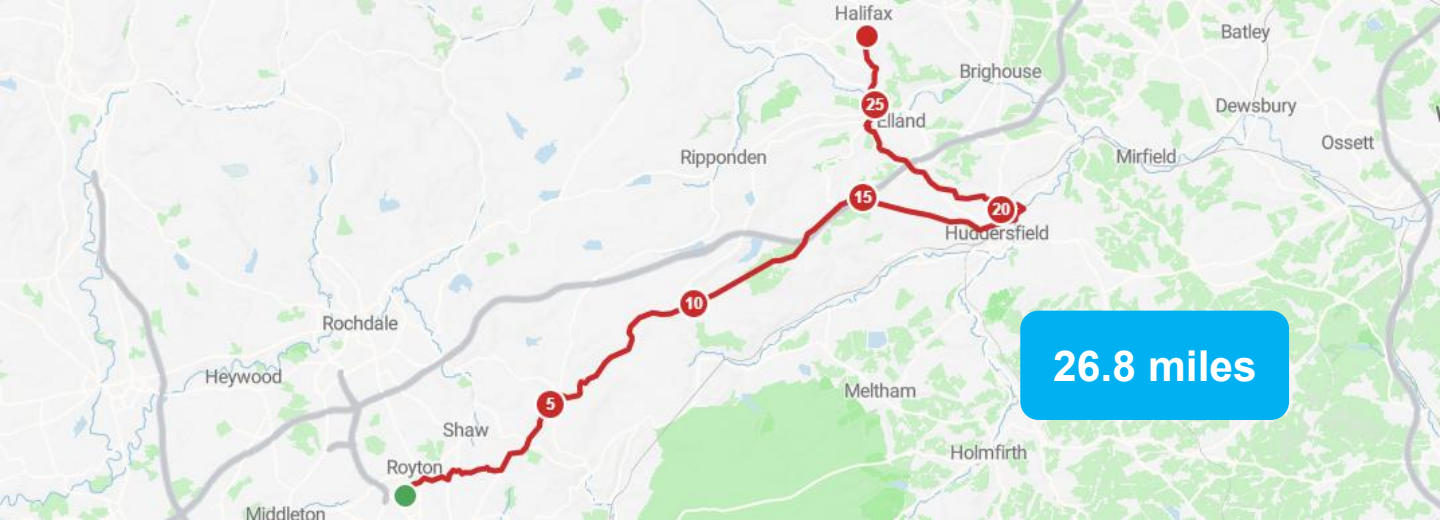 Halifax
Batley
Brighouse
Dewsbury
25
Elland
Ossett
Ripponden
Mirfield
15
20
Huddersfield
10
Rochdale
26.8 miles
Heywood
Meltham
5
Shaw
Holmfirth
Royton
Middleton